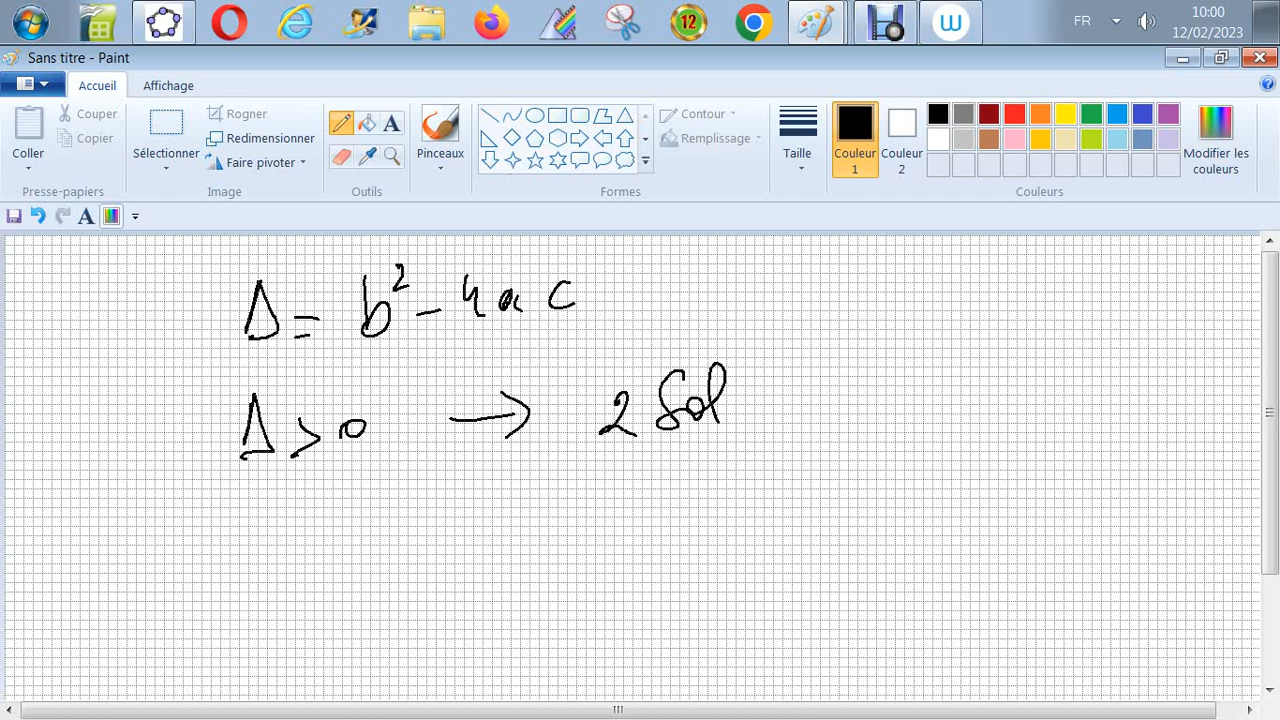 FR
10:00
12/02/2023
12
W
Sans titre - Paint
Accueil Affichage
Coller
Couper
Copier
Presse-papiers
Sélectionner
Rogner
Redimensionner
Faire pivoter
Image
A
Outils
Pinceaux
Contour
Remplissage
Formes
Taille
Couleur 1
Couleur 2
Modifier les couleurs
Couleurs
A
Δ = b² - 4ac
Δ > 0 → 2 Sol